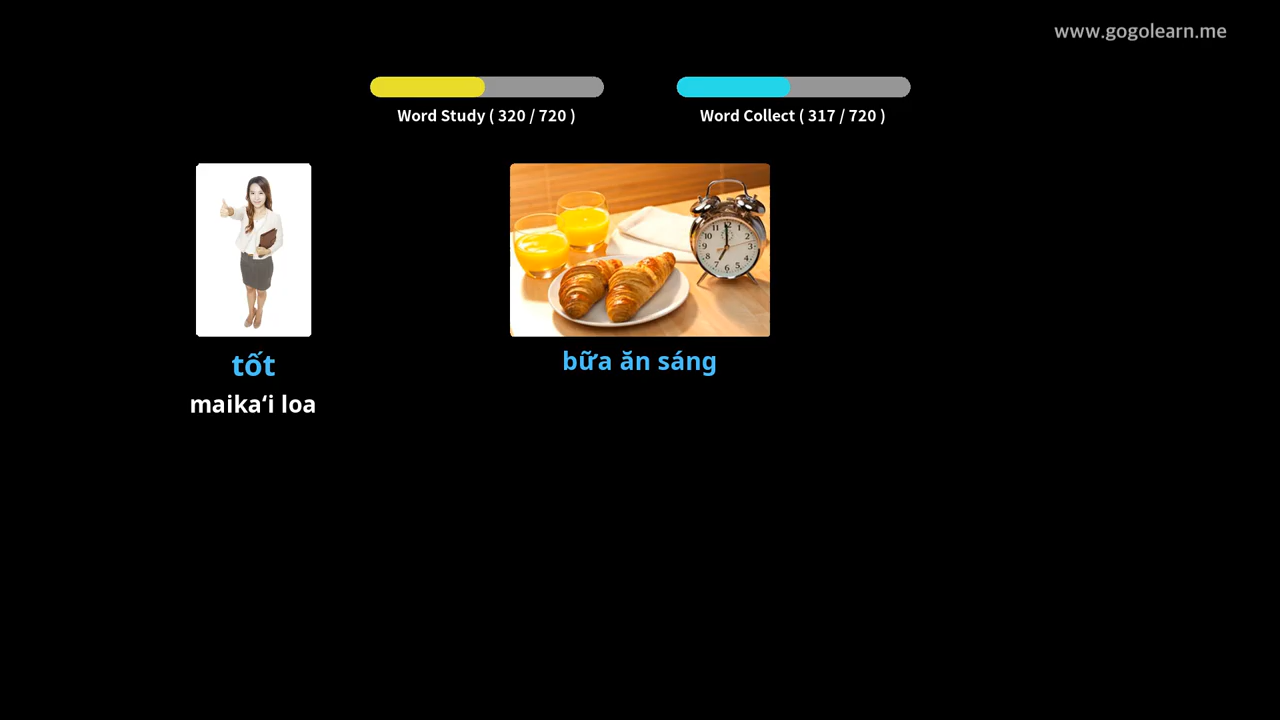 www.gogolearn.me
Word Study ( 320 / 720 )
Word Collect ( 317 / 720 )
tốt
maikaʻi loa
bữa ăn sáng